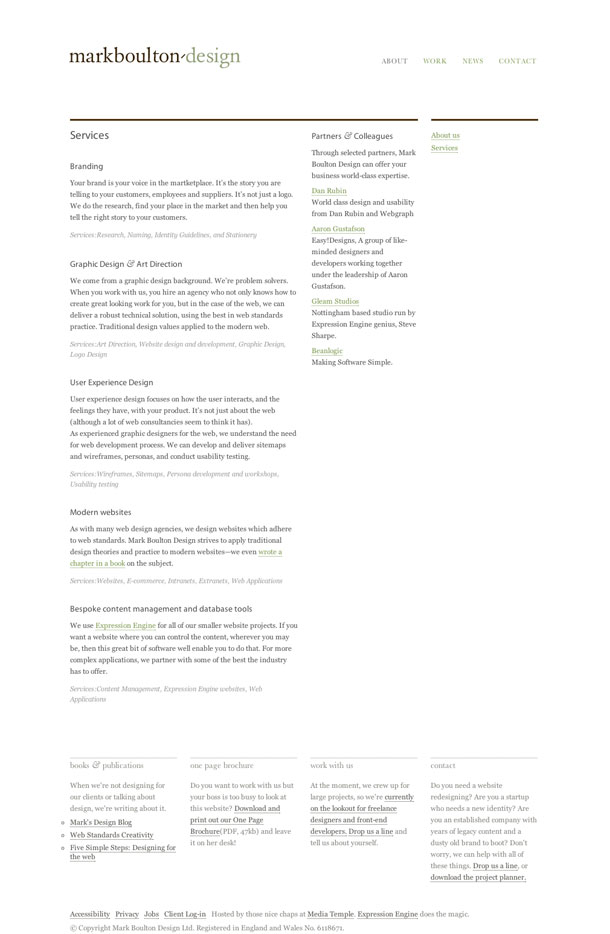 markboulton-design
ABOUT WORK NEWS CONTACT
Services
Branding
Your brand is your voice in the martketplace. It's the story you are
telling to your customers, employees and suppliers. It's not just a logo.
We do the research, find your place in the market and then help you
tell the right story to your customers.
Services:Research, Naming, Identity Guidelines, and Stationery
Graphic Design & Art Direction
We come from a graphic design background. We're problem solvers.
When you work with us, you hire an agency who not only knows how to
create great looking work for you, but in the case of the web, we can
deliver a robust technical solution, using the best in web standards
practice. Traditional design values applied to the modern web.
Services:Art Direction, Website design and development, Graphic Design,
Logo Design
User Experience Design
User experience design focuses on how the user interacts, and the
feelings they have, with your product. It's not just about the web
(although a lot of web consultancies seem to think it has).
As experienced graphic designers for the web, we understand the need
for web development process. We can develop and deliver sitemaps
and wireframes, personas, and conduct usability testing.
Services:Wireframes, Sitemaps, Persona development and workshops,
Usability testing
Modern websites
As with many web design agencies, we design websites which adhere
to web standards. Mark Boulton Design strives to apply traditional
design theories and practice to modern websites—we even wrote a
chapter in a book on the subject.
Services:Websites, E-commerce, Intranets, Extranets, Web Applications
Bespoke content management and database tools
We use Expression Engine for all of our smaller website projects. If you
want a website where you can control the content, wherever you may
be, then this great bit of software well enable you to do that. For more
complex applications, we partner with some of the best the industry
has to offer.
Services:Content Management, Expression Engine websites, Web
Applications
Partners & Colleagues
Through selected partners, Mark
Boulton Design can offer your
business world-class expertise.
Dan Rubin
World class design and usability
from Dan Rubin and Webgraph
Aaron Gustafson
Easy!Designs, A group of like-
minded designers and
developers working together
under the leadership of Aaron
Gustafson.
Gleam Studios
Nottingham based studio run by
Expression Engine genius, Steve
Sharpe.
Beanlogic
Making Software Simple.
About us
Services
books & publications
When we're not designing for
our clients or talking about
design, we're writing about it.
Mark's Design Blog
Web Standards Creativity
Five Simple Steps: Designing for
the web
one page brochure
Do you want to work with us but
your boss is too busy to look at
this website? Download and
print out our One Page
Brochure(PDF, 47kb) and leave
it on her desk!
work with us
At the moment, we crewed up for
large projects, so we're currently
on the lookout for freelance
designers and front-end
developers. Drop us a line and
tell us about yourself.
contact
Do you need a website
redesigning? Are you a startup
who needs a new identity? Are
you an established company with
years of legacy content and a
dusty old brand to boot? Don't
worry, we can help with all of
these things. Drop us a line, or
download the project planner.
Accessibility Privacy Jobs Client Log-in Hosted by those nice chaps at Media Temple. Expression Engine does the magic.
© Copyright Mark Boulton Design Ltd. Registered in England and Wales No. 6118671.